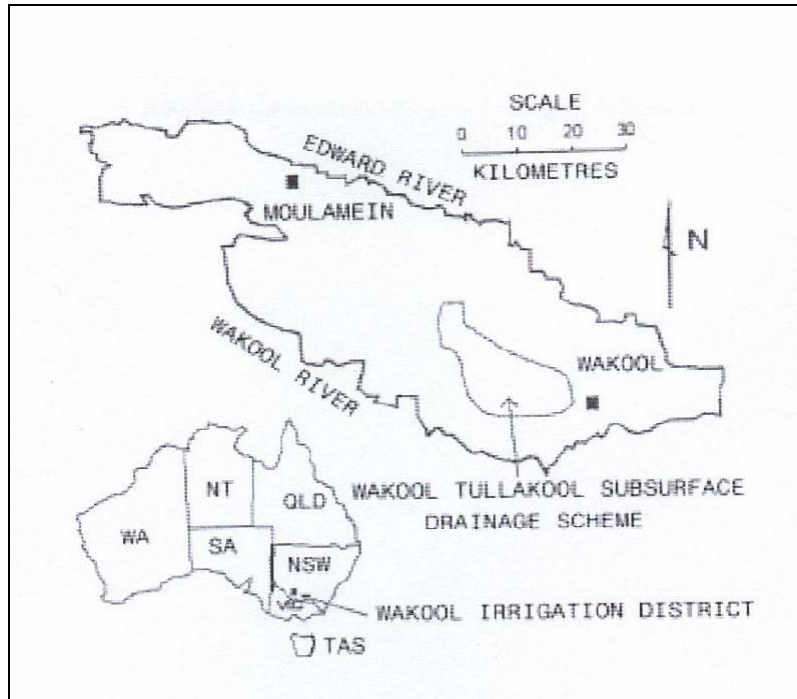 SCALE
0 10 20 30
KILOMETRES
EDWARD RIVER
MOULAMEIN
N
WAKOOL RIVER
WAKOOL
WAKOOL TULLAKOOL SUBSURFACE
DRAINAGE SCHEME
NT
QLD
WA
SA
NSW
WAKOOL IRRIGATION DISTRICT
TAS